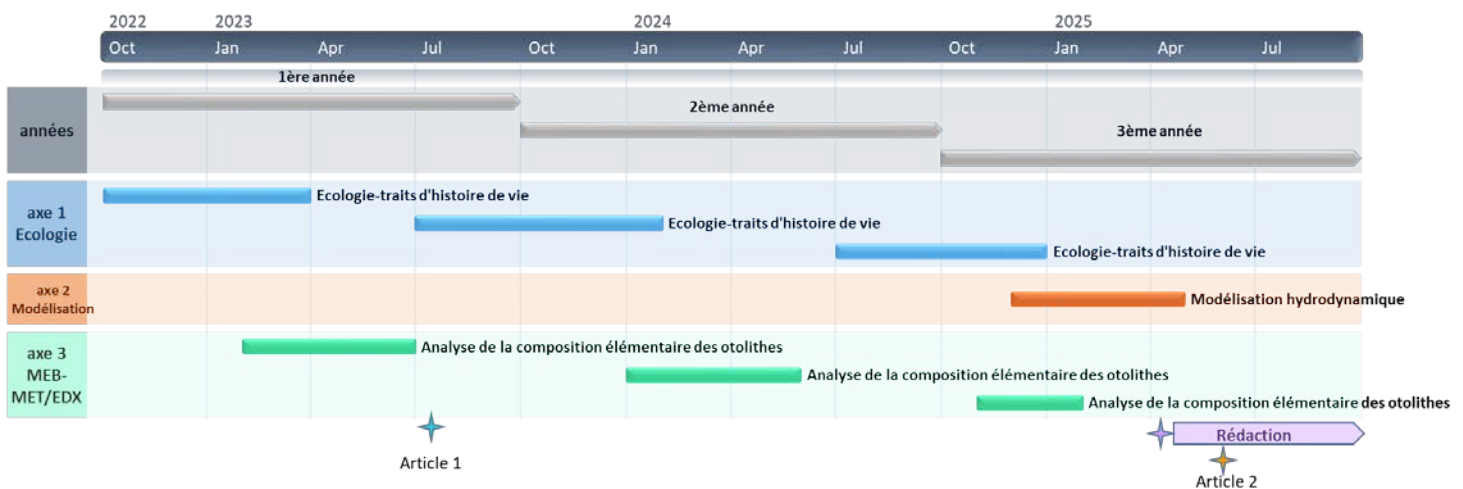 2022 2023 2024 2025
Oct Jan Apr Jul Oct Jan Apr Jul Oct Jan Apr Jul
1ère année
2ème année
3ème année
années
axe 1
Ecologie
Ecologie-traits d'histoire de vie
Ecologie-traits d'histoire de vie
Ecologie-traits d'histoire de vie
axe 2
Modélisation
Modélisation hydrodynamique
axe 3
MEB-
MET/EDX
Analyse de la composition élémentaire des otolithes
Analyse de la composition élémentaire des otolithes
Analyse de la composition élémentaire des otolithes
Rédaction
Article 1
Article 2